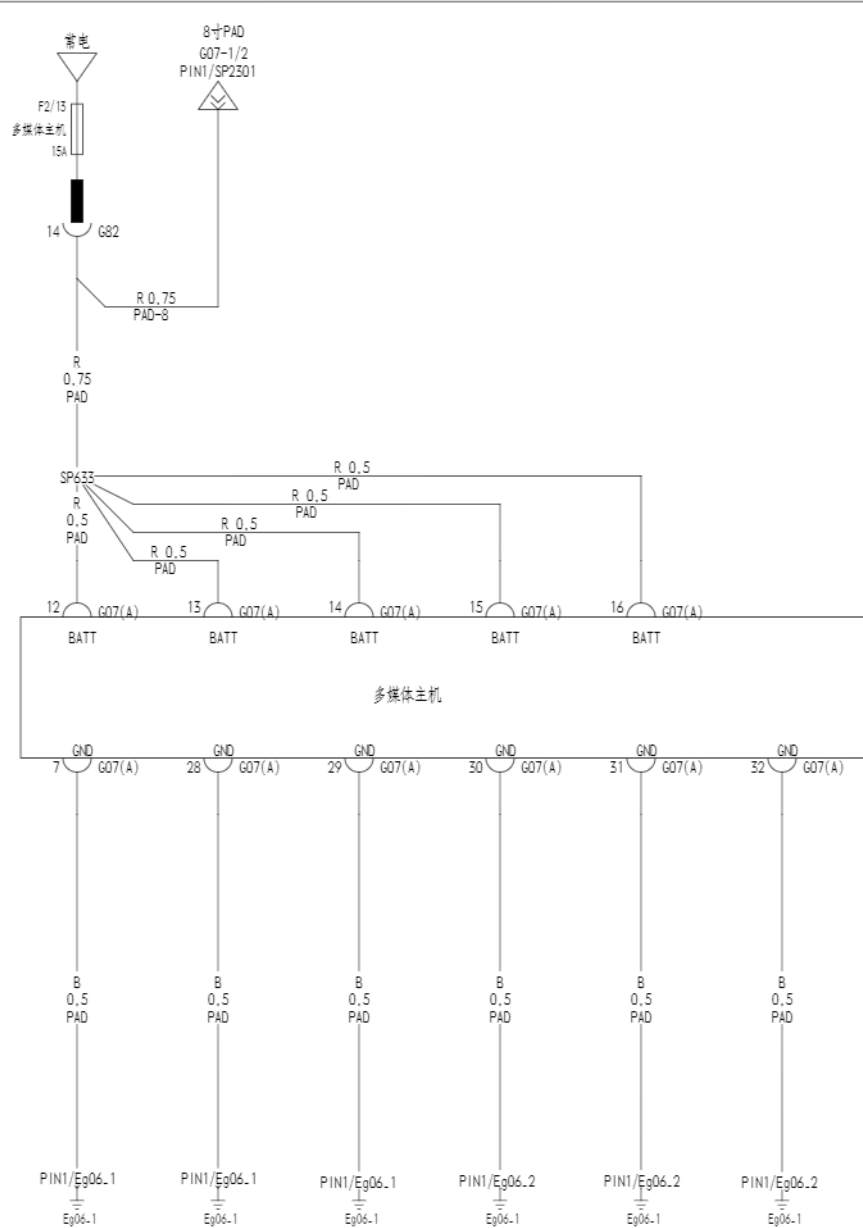 常电
8寸PAD
G07-1/2
PIN1/SP2301
F2/13
多媒体主机
15A
14 G82
R 0.75
PAD-8
R
0.75
PAD
SP633
R 0.5
PAD
R 0.5
PAD
R 0.5
PAD
R 0.5
PAD
R
0.5
PAD
12 G07(A) 13 G07(A) 14 G07(A) 15 G07(A) 16 G07(A)
BATT BATT BATT BATT BATT
多媒体主机
GND GND GND GND GND GND
7 G07(A) 28 G07(A) 29 G07(A) 30 G07(A) 31 G07(A) 32 G07(A)
B B B B B B
0.5 0.5 0.5 0.5 0.5 0.5
PAD PAD PAD PAD PAD PAD
PIN1/Eg06_1 PIN1/Eg06_1 PIN1/Eg06_1 PIN1/Eg06_2 PIN1/Eg06_2 PIN1/Eg06_2
Eg06-1 Eg06-1 Eg06-1 Eg06-1 Eg06-1 Eg06-1